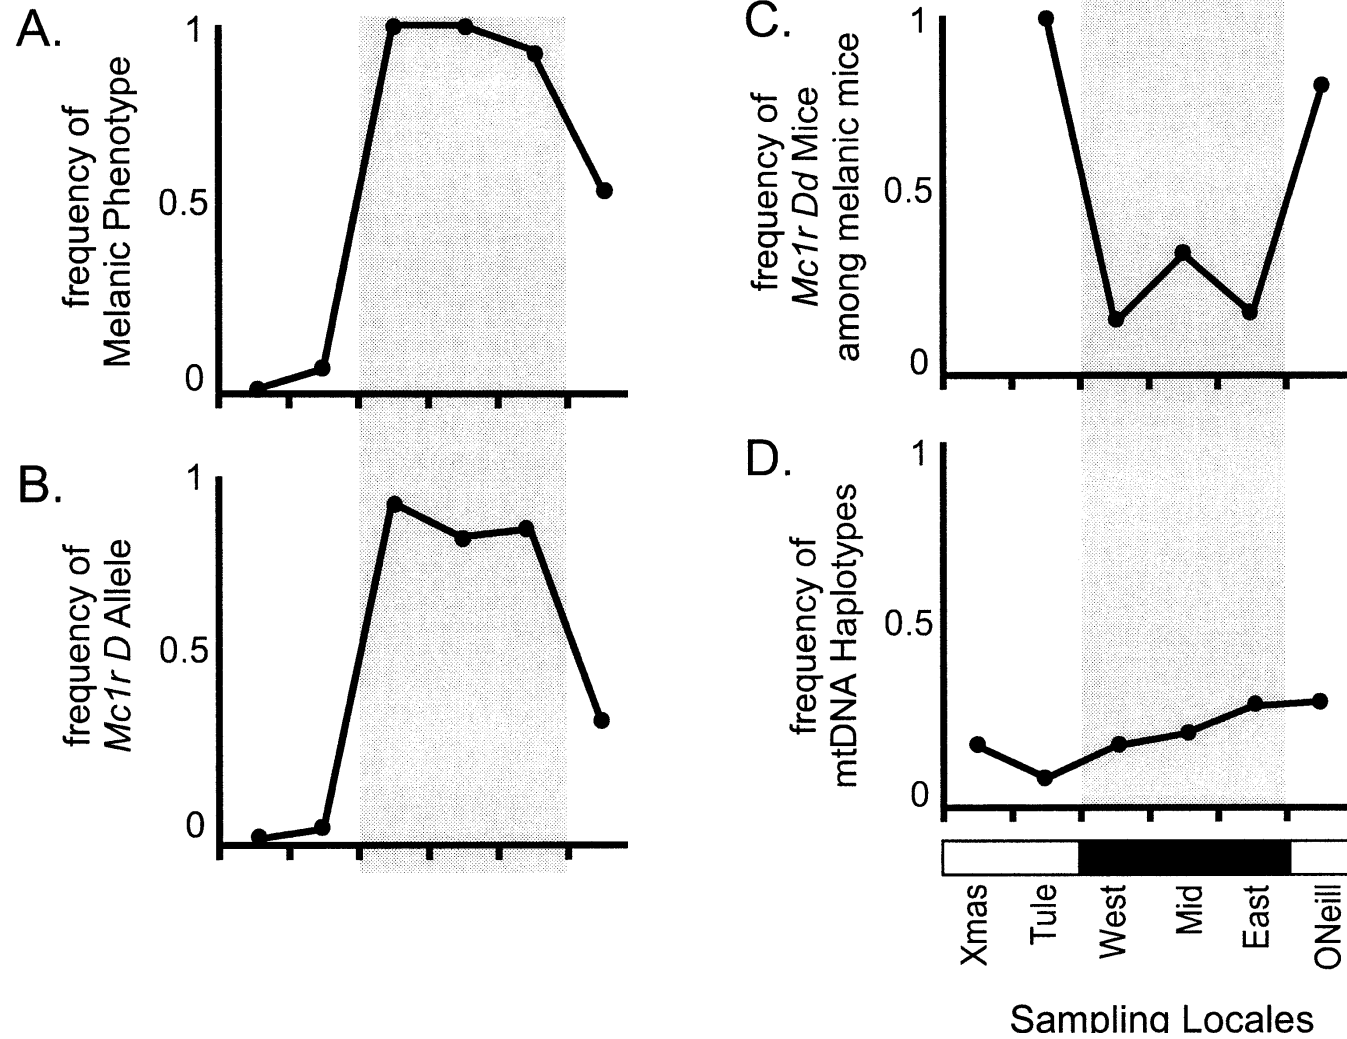 A.
frequency of
Melanic Phenotype
1
0.5
0
B.
frequency of
Mc1r D Allele
1
0.5
0
C.
frequency of
Mc1r Dd Mice
among melanic mice
1
0.5
0
D.
frequency of
mtDNA Haplotypes
1
0.5
0
Xmas
Tule
West
Mid
East
ONeill
Sampling Locales